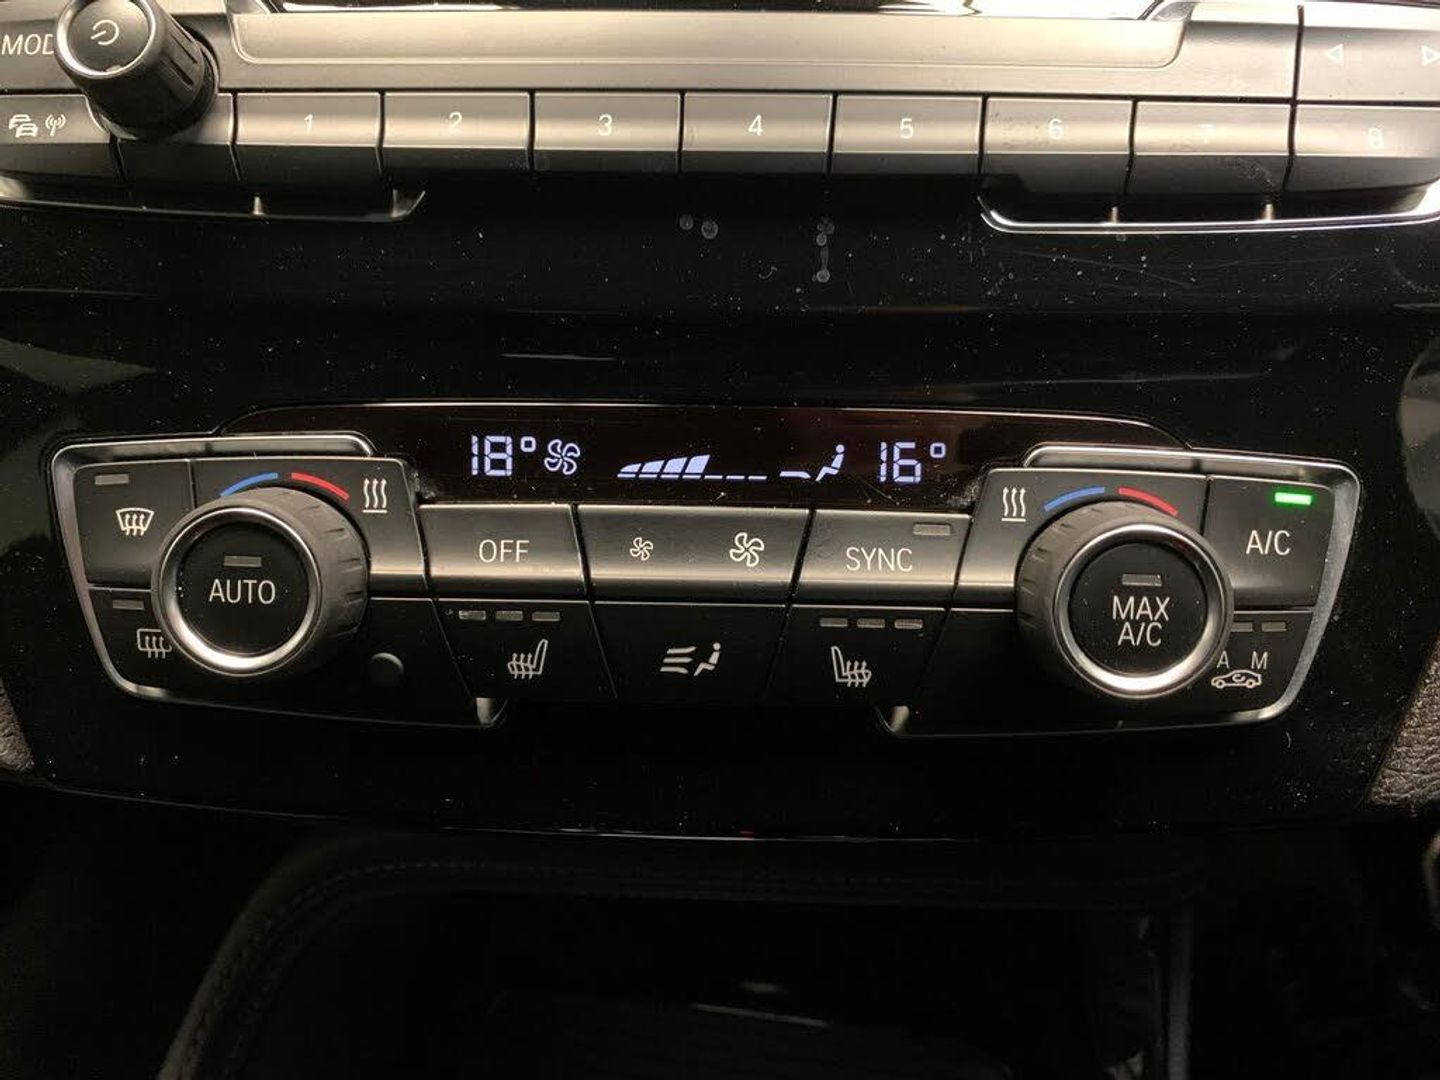 MOD
1 2 3 4 5 6 7 8
18° 16°
A/C
OFF
SYNC
AUTO
MAX
A/C
A M